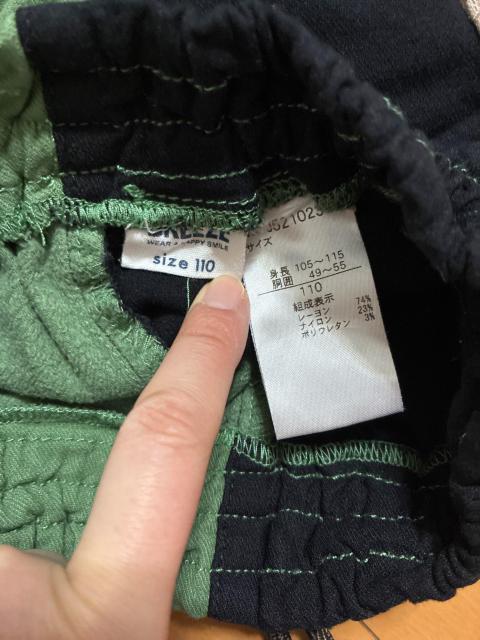 BREEZE
WEAR A HAPPY SMILE
size 110
サイズ
身長 105～115
胴囲 49～55
110
組成表示
レーヨン 74%
ナイロン 23%
ポリウレタン 3%